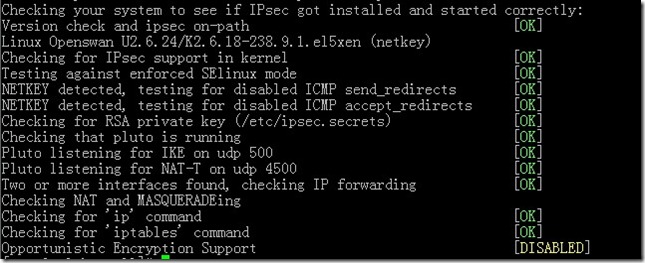 Checking your system to see if IPsec got installed and started correctly:
Version check and ipsec on-path [OK]
Linux Openswan U2.6.24/K2.6.18-238.9.1.el5xen (netkey)
Checking for IPsec support in kernel [OK]
Testing against enforced SElinux mode [OK]
NETKEY detected, testing for disabled ICMP send_redirects [OK]
NETKEY detected, testing for disabled ICMP accept_redirects [OK]
Checking for RSA private key (/etc/ipsec.secrets) [OK]
Checking that pluto is running [OK]
Pluto listening for IKE on udp 500 [OK]
Pluto listening for NAT-T on udp 4500 [OK]
Two or more interfaces found, checking IP forwarding [OK]
Checking NAT and MASQUERADEing
Checking for 'ip' command [OK]
Checking for 'iptables' command [OK]
Opportunistic Encryption Support [DISABLED]